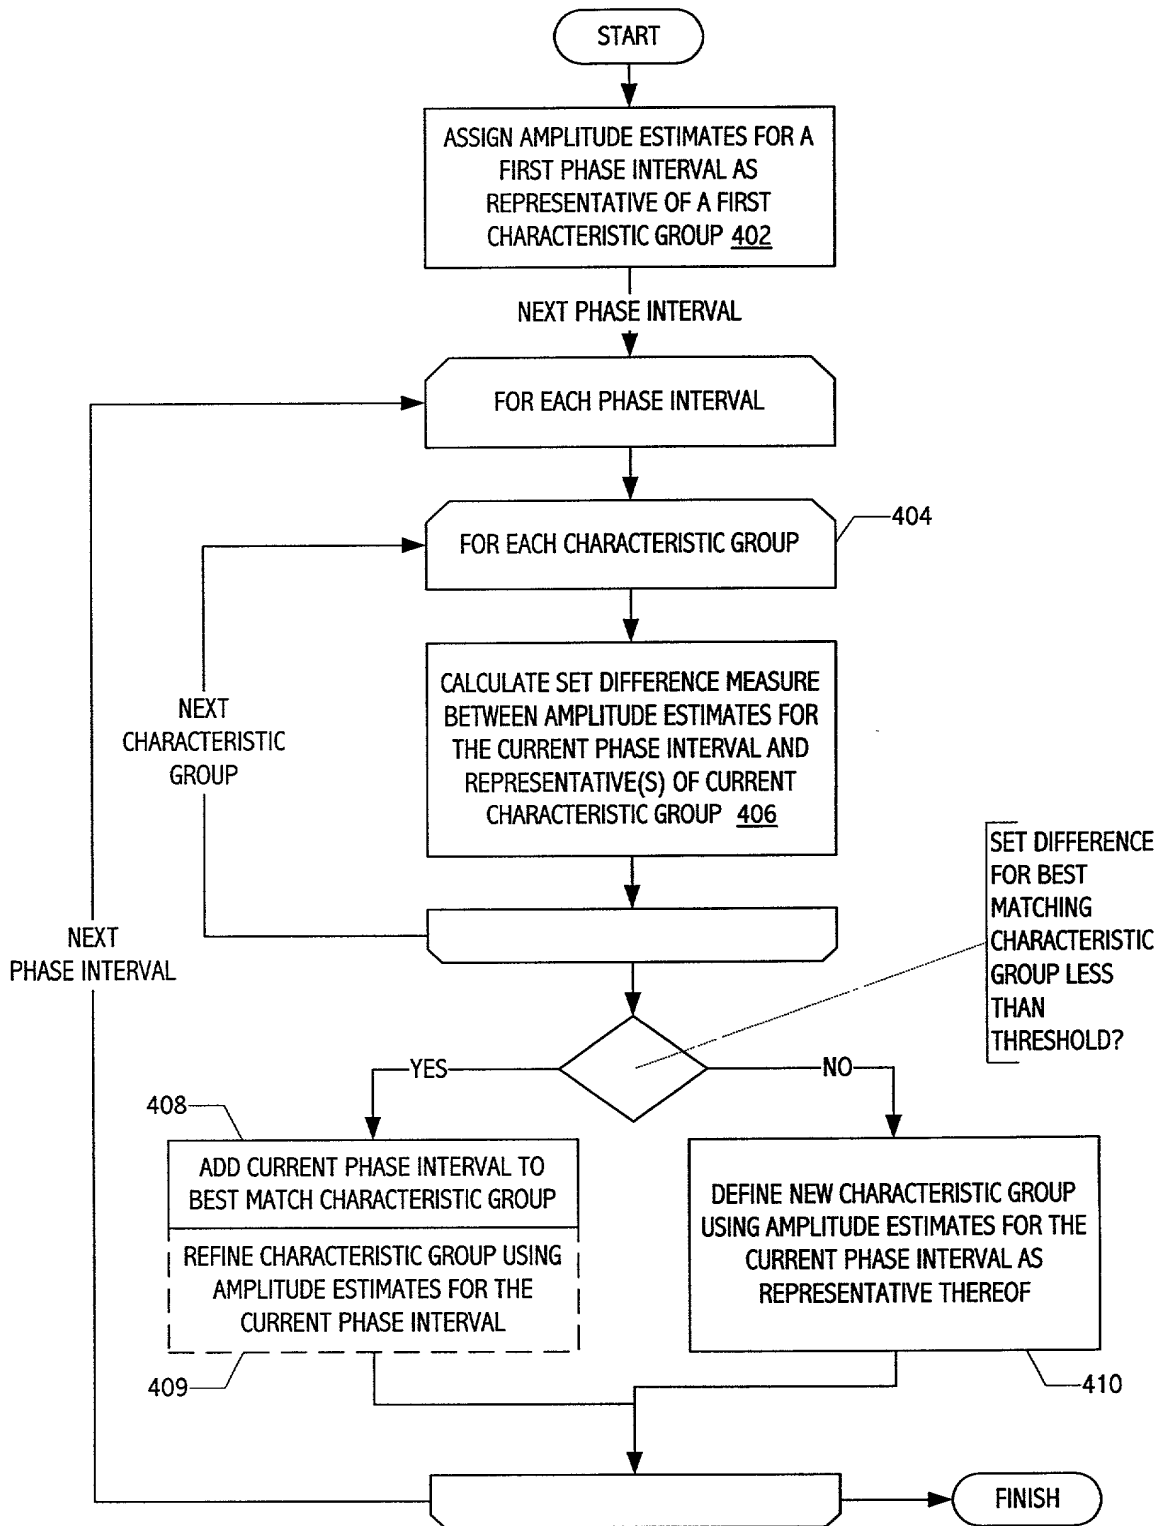 START
ASSIGN AMPLITUDE ESTIMATES FOR A
FIRST PHASE INTERVAL AS
REPRESENTATIVE OF A FIRST
CHARACTERISTIC GROUP 402
NEXT PHASE INTERVAL
FOR EACH PHASE INTERVAL
404
FOR EACH CHARACTERISTIC GROUP
CALCULATE SET DIFFERENCE MEASURE
BETWEEN AMPLITUDE ESTIMATES FOR
THE CURRENT PHASE INTERVAL AND
REPRESENTATIVE(S) OF CURRENT
CHARACTERISTIC GROUP 406
NEXT
CHARACTERISTIC
GROUP
SET DIFFERENCE
FOR BEST
MATCHING
CHARACTERISTIC
GROUP LESS
THAN
THRESHOLD?
NEXT
PHASE INTERVAL
YES
NO
408
ADD CURRENT PHASE INTERVAL TO
BEST MATCH CHARACTERISTIC GROUP
REFINE CHARACTERISTIC GROUP USING
AMPLITUDE ESTIMATES FOR THE
CURRENT PHASE INTERVAL
409
DEFINE NEW CHARACTERISTIC GROUP
USING AMPLITUDE ESTIMATES FOR THE
CURRENT PHASE INTERVAL AS
REPRESENTATIVE THEREOF
410
FINISH